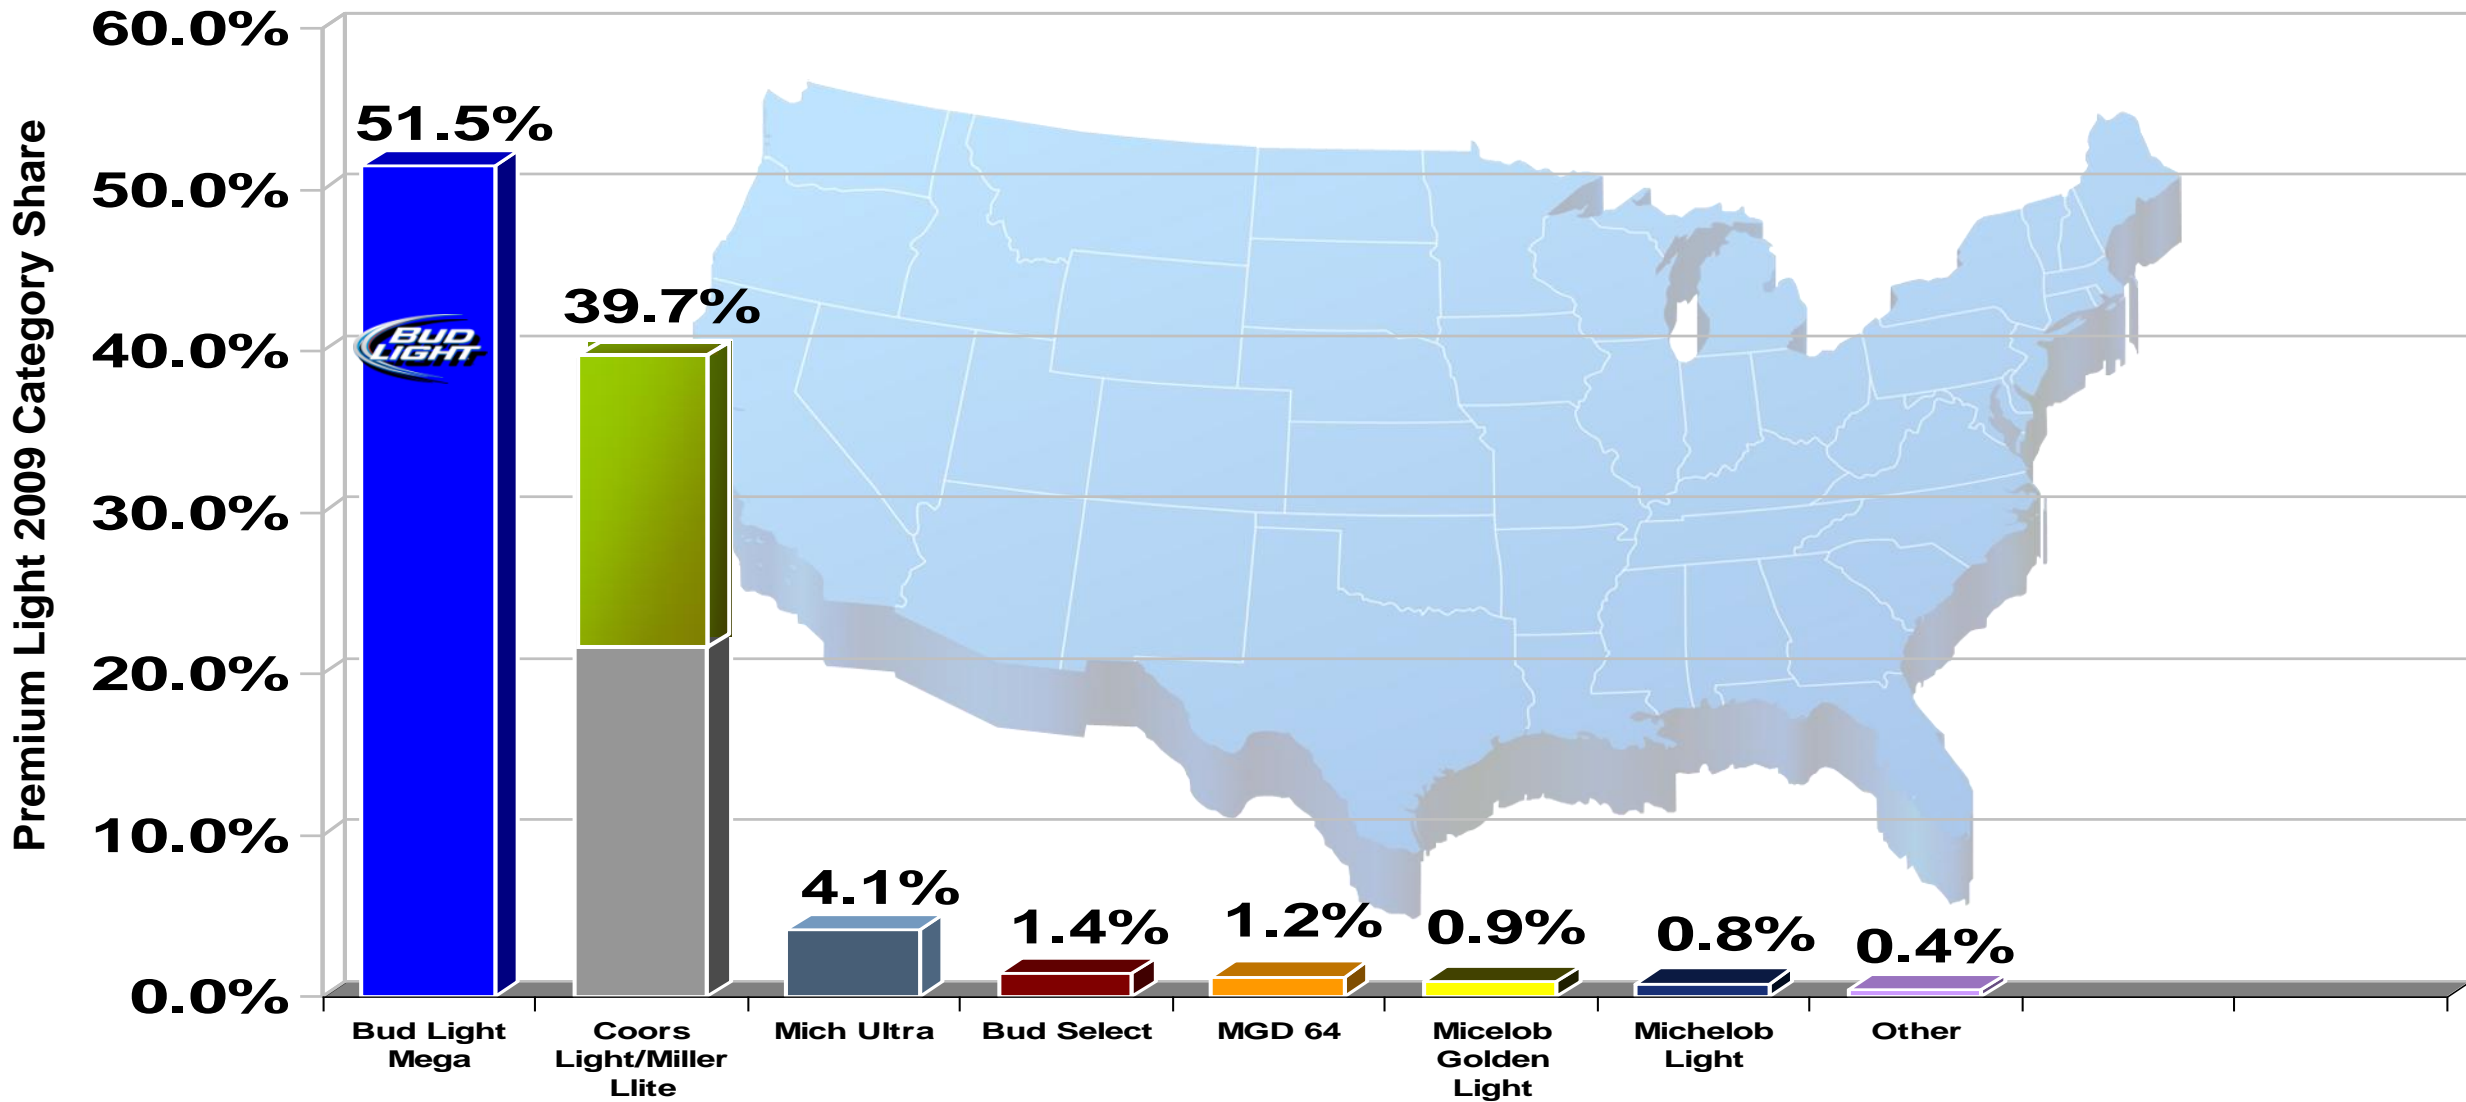 Premium Light 2009 Category Share
60.0%
50.0%
40.0%
30.0%
20.0%
10.0%
0.0%
51.5%
39.7%
4.1%
1.4%
1.2%
0.9%
0.8%
0.4%
BUD
LIGHT
Bud Light
Mega
Coors
Light/Miller
Llite
Mich Ultra
Bud Select
MGD 64
Micelob
Golden
Light
Michelob
Light
Other